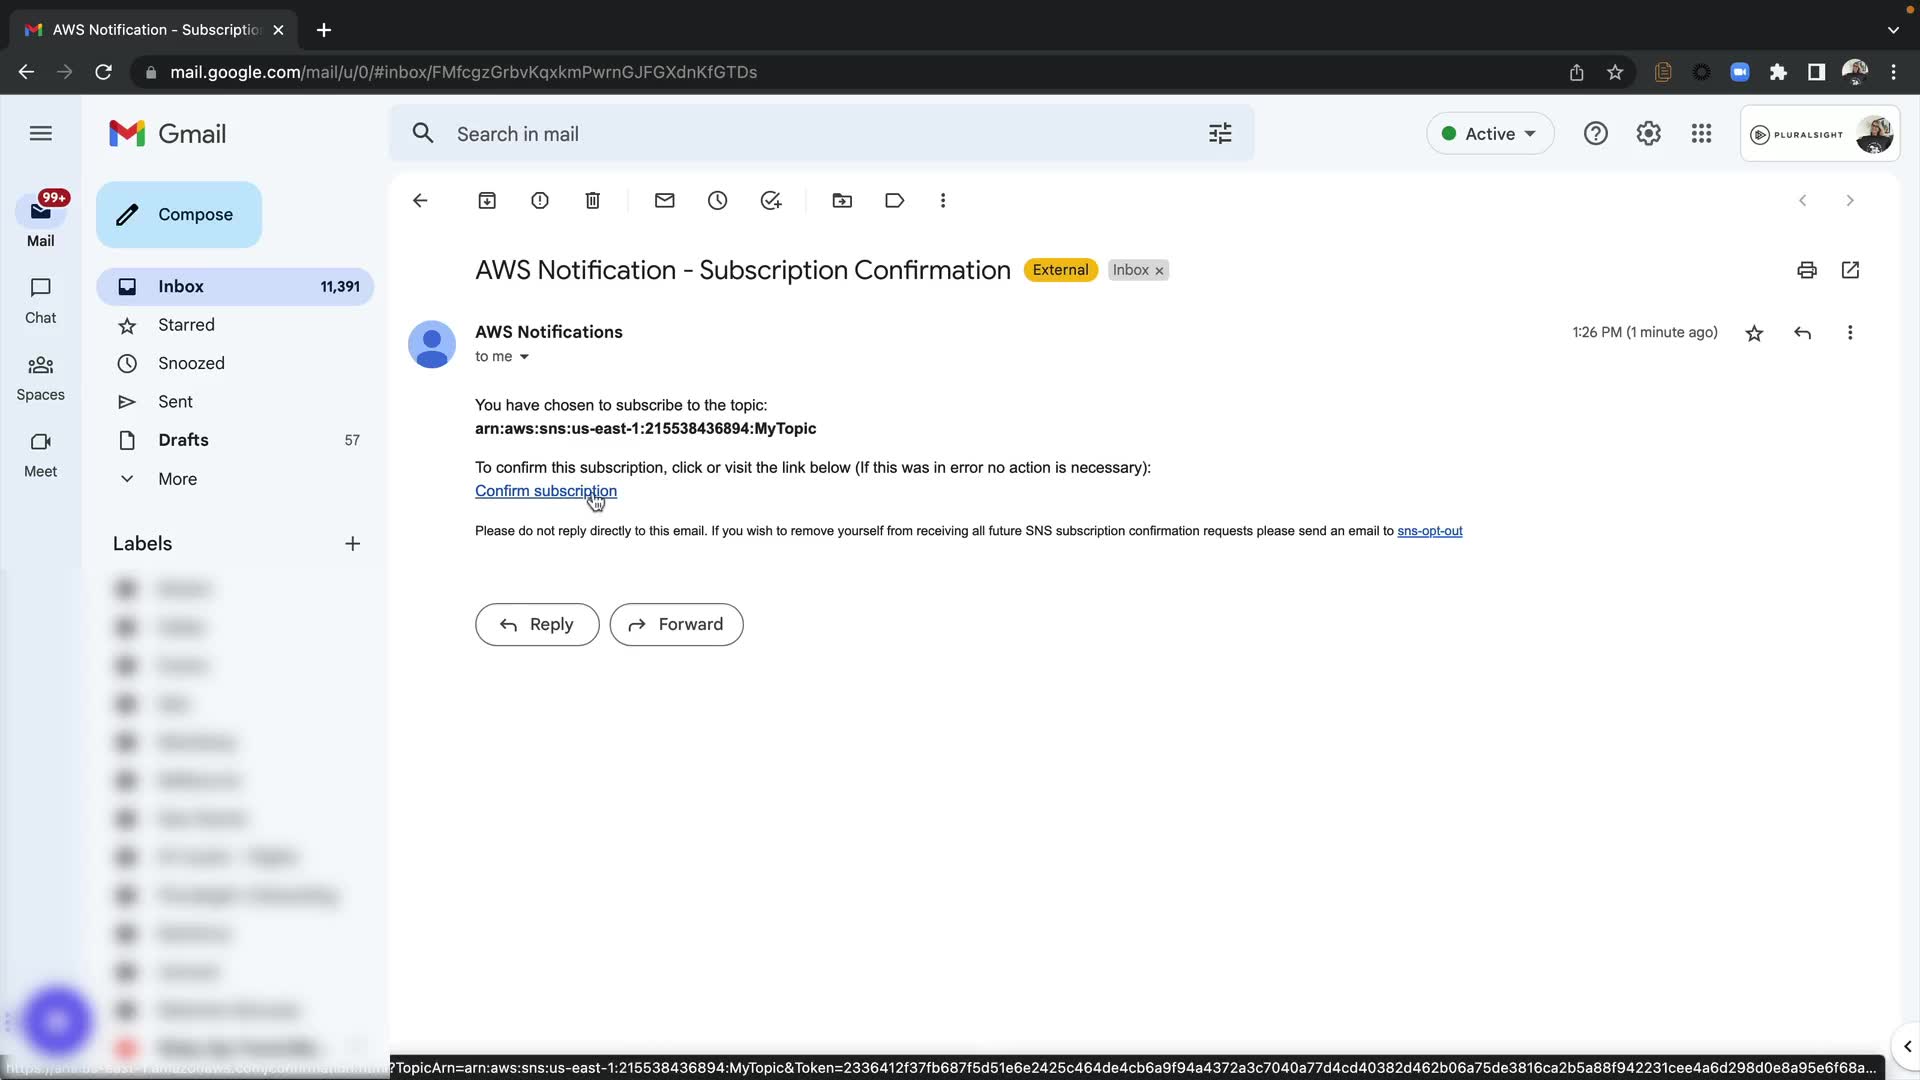 AWS Notification - Subscriptio
mail.google.com/mail/u/0/#inbox/FMfcgzGrbvKqxkmPwrnGJFGXdnKfGTDs
Gmail
Search in mail
Active
PLURALSIGHT
99+
Mail
Chat
Spaces
Meet
Compose
Inbox 11,391
Starred
Snoozed
Sent
Drafts 57
More
Labels
AWS Notification - Subscription Confirmation External Inbox
AWS Notifications
1:26 PM (1 minute ago)
to me
You have chosen to subscribe to the topic:
arn:aws:sns:us-east-1:215538436894:MyTopic
To confirm this subscription, click or visit the link below (If this was in error no action is necessary):
Confirm subscription
Please do not reply directly to this email. If you wish to remove yourself from receiving all future SNS subscription confirmation requests please send an email to sns-opt-out
Reply
Forward
?TopicArn=arn:aws:sns:us-east-1:215538436894:MyTopic&Token=2336412f37fb687f5d51e6e2425c464de4cb6a9f94a4372a3c7040a77d4cd40382d462b06a75de3816ca2b5a88f942231cee4a6d298d0e8a95e6f68a...